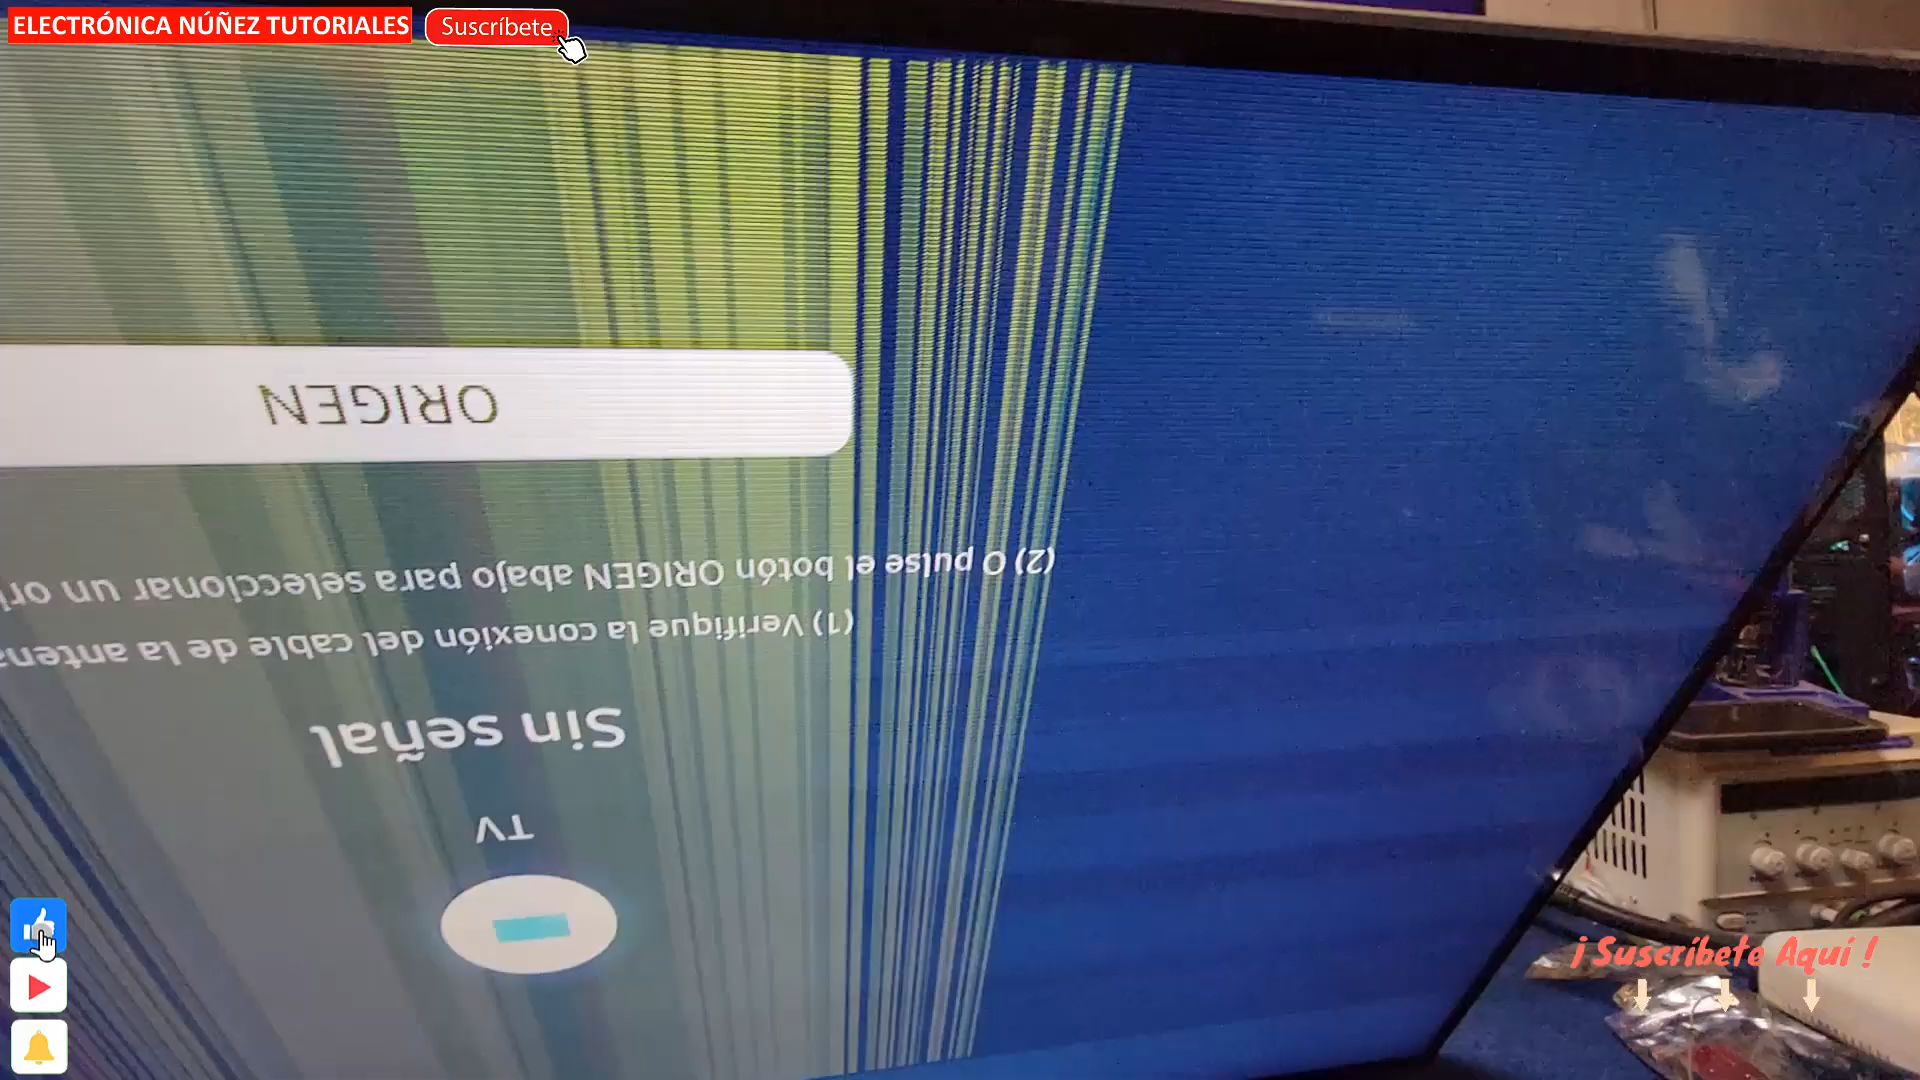 ELECTRÓNICA NÚÑEZ TUTORIALES
Suscríbete
TV
Sin señal
(1) Verifique la conexión del cable de la antena
(2) O pulse el botón ORIGEN abajo para seleccionar un
ORIGEN
¡ Suscríbete Aquí !